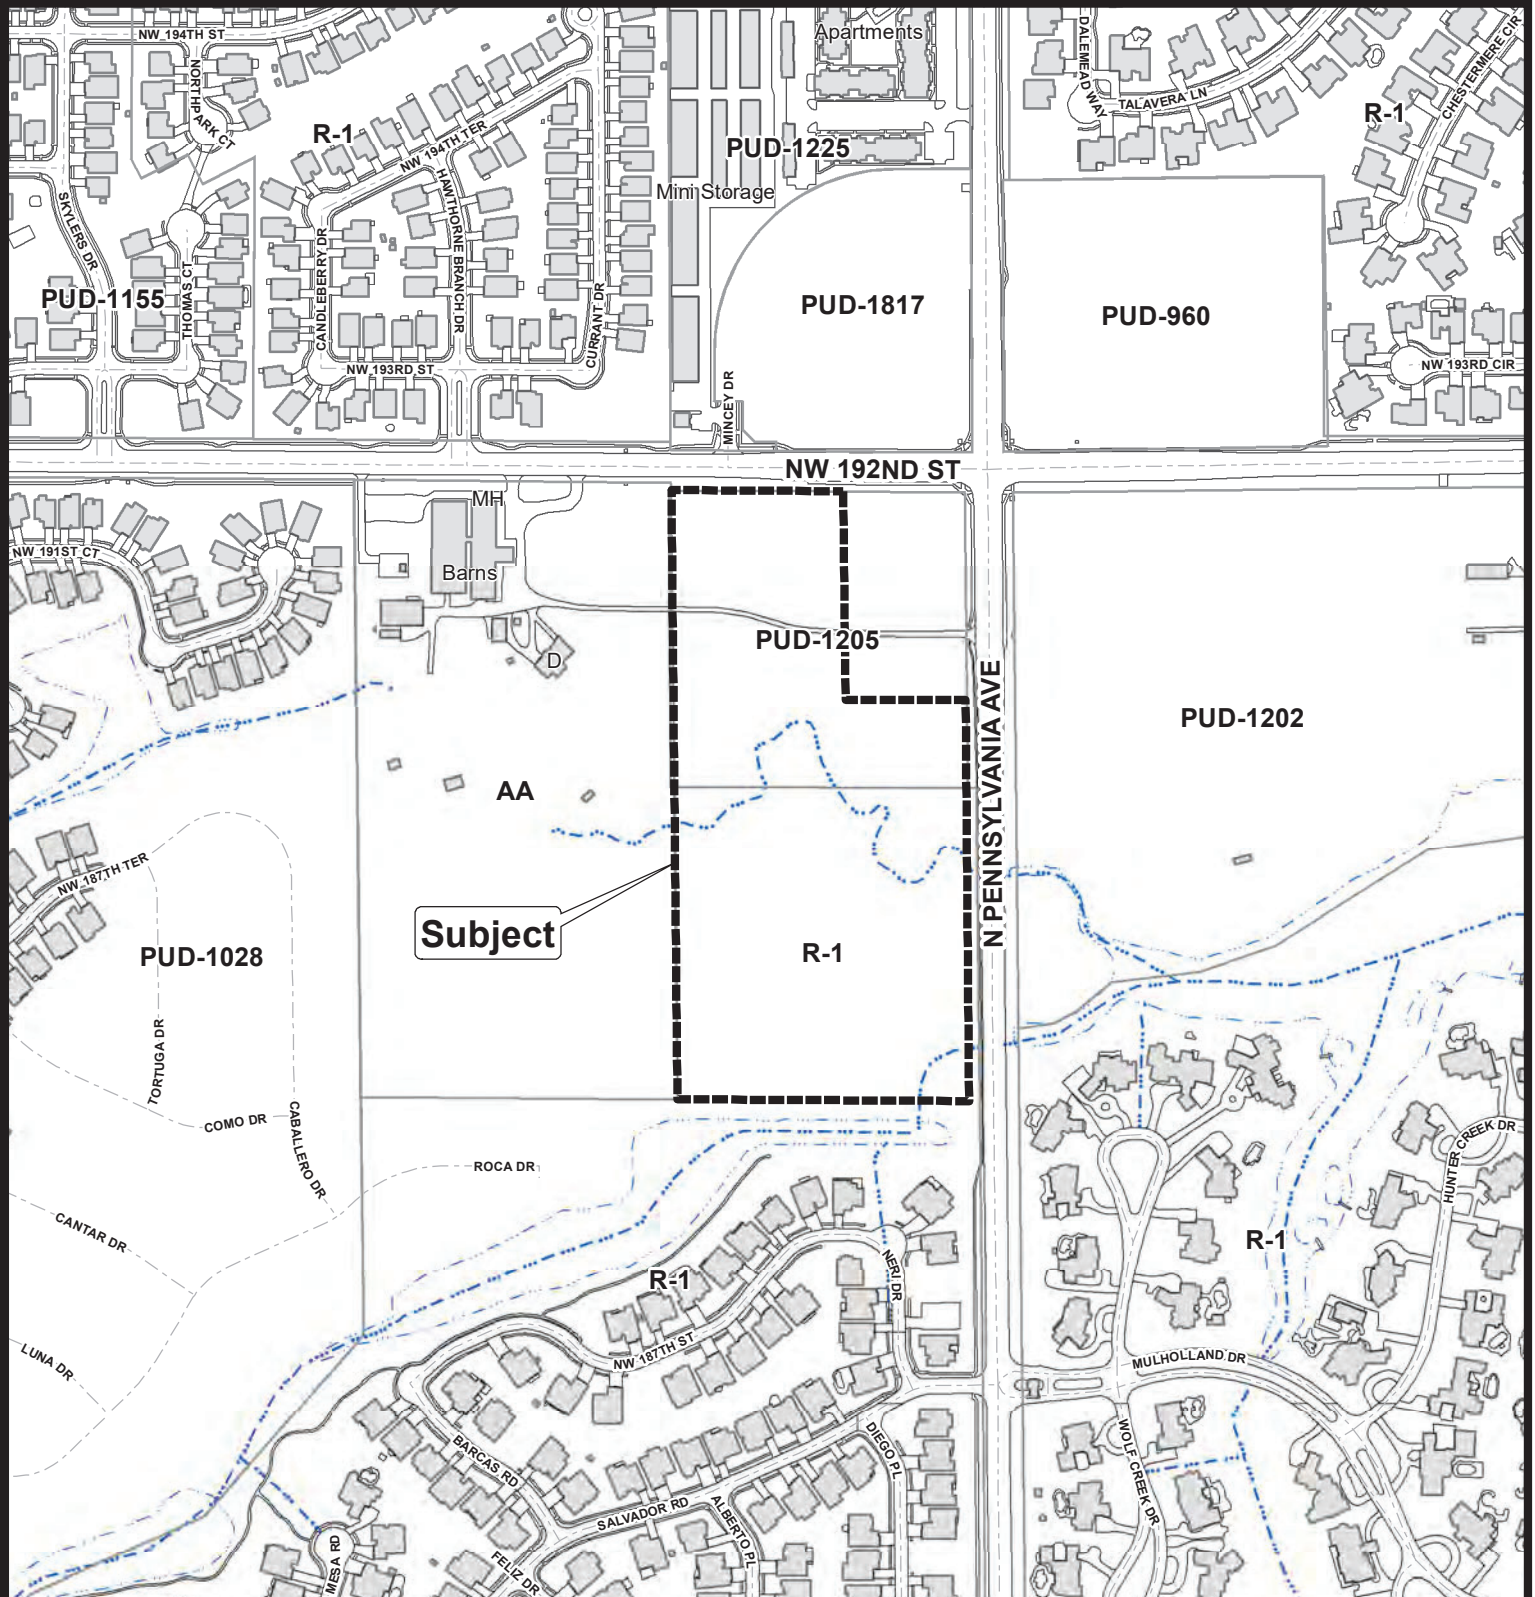 NW 194TH ST
Apartments
DALEMEAD WAY
TALAVERA LN
CHESTERMERE CIR
NORTHPARK CT
R-1
NW 194TH TER
PUD-1225
R-1
Mini Storage
SKYLERS DR
HAWTHORNE BRANCH DR
CANDLEBERRY DR
THOMAS CT
CURRANT DR
PUD-1155
PUD-1817
PUD-960
NW 193RD ST
MINCEY DR
NW 193RD CIR
NW 192ND ST
MH
NW 191ST CT
Barns
D
PUD-1205
N PENNSYLVANIA AVE
PUD-1202
AA
NW 187TH TER
Subject
PUD-1028
R-1
TORTUGA DR
COMO DR
CABALLERO DR
ROCA DR
HUNTER CREEK DR
CANTAR DR
R-1
NERI DR
R-1
NW 187TH ST
LUNA DR
MULHOLLAND DR
BARCAS RD
DIEGO PL
WOLF CREEK DR
SALVADOR RD
ALBERTO PL
FELIZ DR
MESA RD